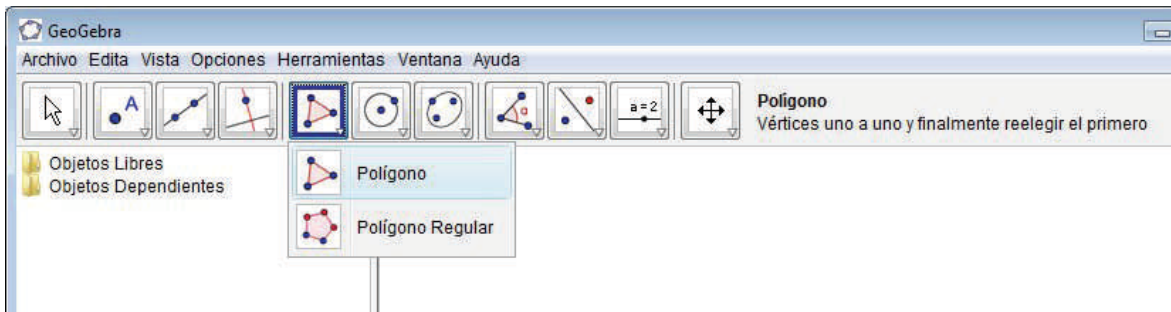 GeoGebra
Archivo Edita Vista Opciones Herramientas Ventana Ayuda
A
α
a=2
Polígono
Vértices uno a uno y finalmente reelegir el primero
Objetos Libres
Objetos Dependientes
Polígono
Polígono Regular